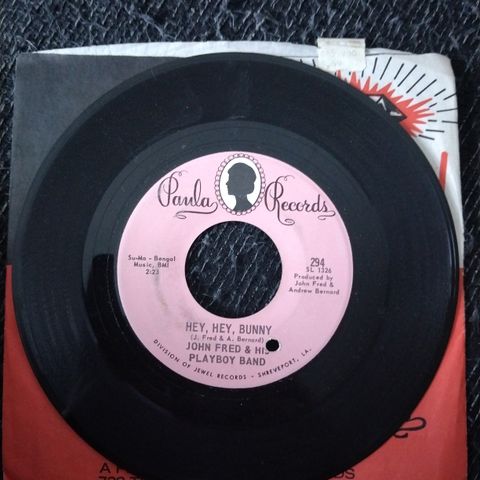 Paula Records
Su-Ma - Bengal
Music, BMI
2:23
294
SL 1326
Produced by
John Fred &
Andrew Bernard
HEY, HEY, BUNNY
(J. Fred & A. Bernard)
JOHN FRED & HIS
PLAYBOY BAND
DIVISION OF JEWEL RECORDS - SHREVEPORT, LA.